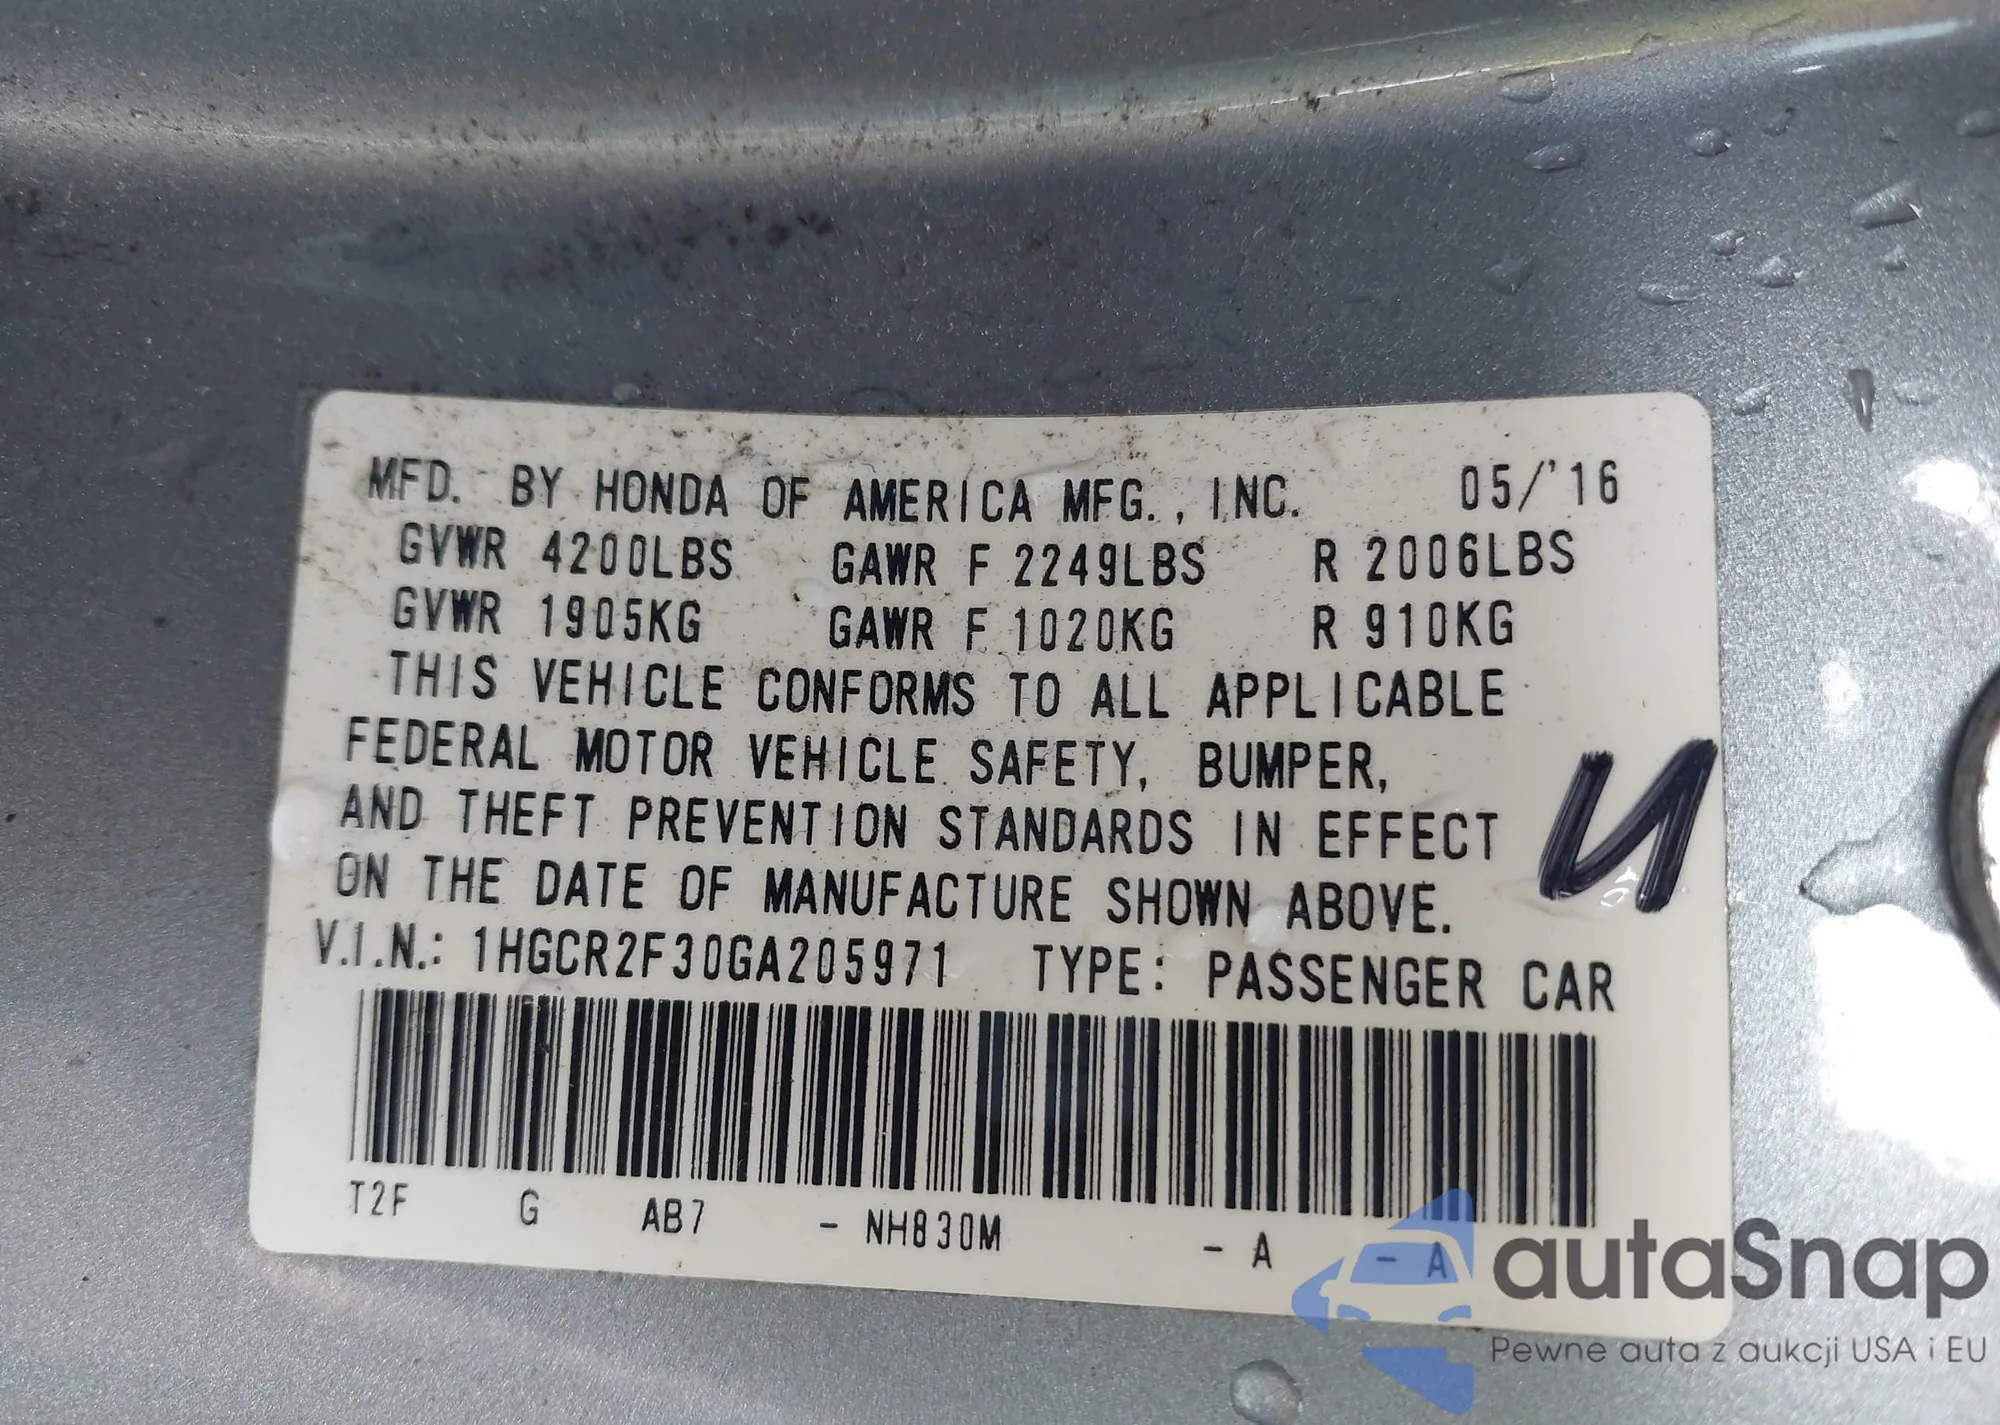 MFD. BY HONDA OF AMERICA MFG., INC. 05/'16
GVWR 4200LBS GAWR F 2249LBS R 2006LBS
GVWR 1905KG GAWR F 1020KG R 910KG
THIS VEHICLE CONFORMS TO ALL APPLICABLE
FEDERAL MOTOR VEHICLE SAFETY, BUMPER,
AND THEFT PREVENTION STANDARDS IN EFFECT
ON THE DATE OF MANUFACTURE SHOWN ABOVE.
V.I.N.: 1HGCR2F30GA205971 TYPE: PASSENGER CAR
T2F G AB7 - NH830M - A - A
autaSnap
Pewne auta z aukcji USA i EU